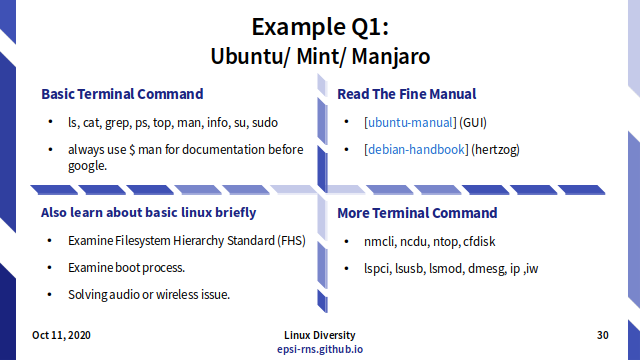 Example Q1:
Ubuntu/ Mint/ Manjaro
Basic Terminal Command
• ls, cat, grep, ps, top, man, info, su, sudo
• always use $ man for documentation before
google.
Read The Fine Manual
• [ubuntu-manual] (GUI)
• [debian-handbook] (hertzog)
Also learn about basic linux briefly
• Examine Filesystem Hierarchy Standard (FHS)
• Examine boot process.
• Solving audio or wireless issue.
More Terminal Command
• nmcli, ncdu, ntop, cfdisk
• lspci, lsusb, lsmod, dmesg, ip ,iw
Oct 11, 2020
Linux Diversity
epsi-rns.github.io
30